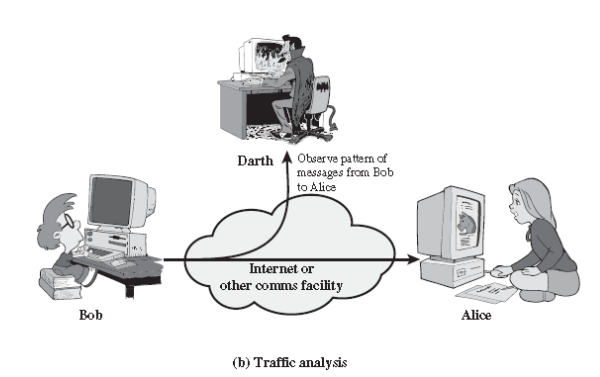 Darth
Observe pattern of
messages from Bob
to Alice
Internet or
other comms facility
Bob
Alice
(b) Traffic analysis